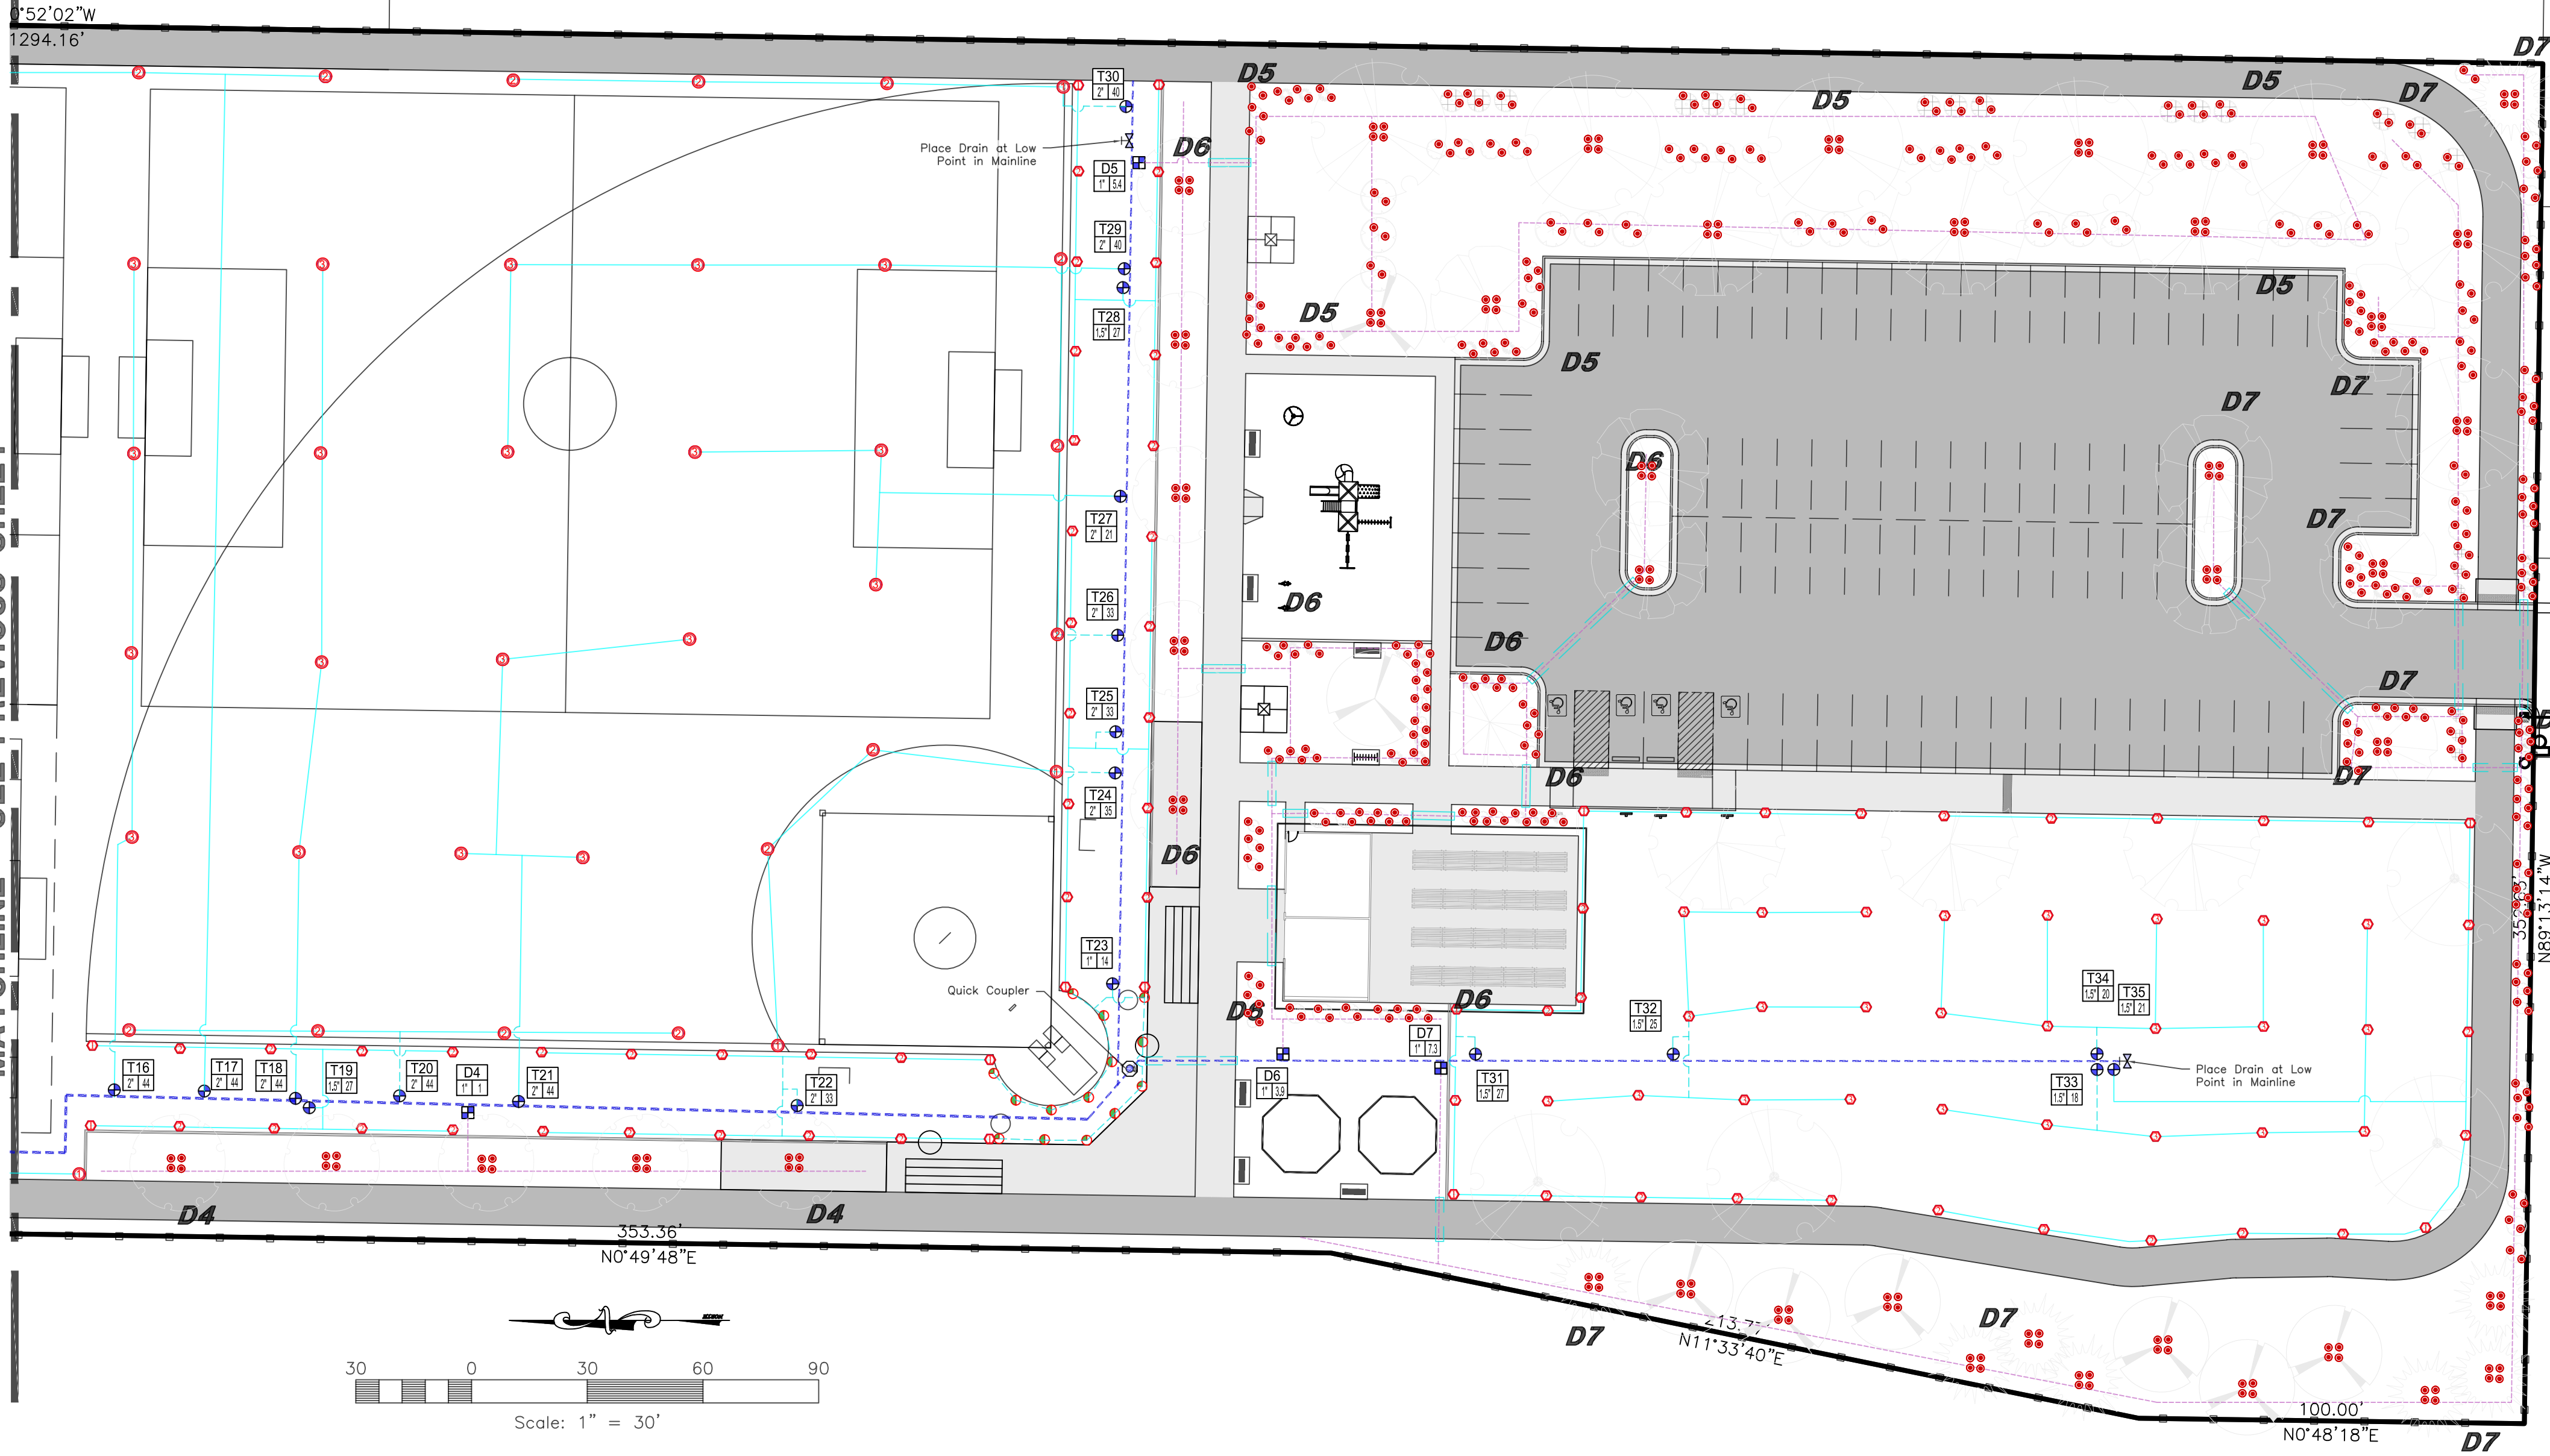 0°52'02"W
1294.16'
D7
T30
2" 40
D5
D5
D5
D7
Place Drain at Low
Point in Mainline
D6
D5
1" 5.4
T29
2" 40
D5
D5
T28
1.5" 27
D5
D7
D7
D6
T27
2" 21
D7
T26
2" 33
D6
D6
T25
2" 33
D7
T24
2" 35
D6
D7
D6
T23
1" 14
Quick Coupler
D6
D6
T32
1.5" 25
T34
1.5" 20
T35
1.5" 21
N89°13'14"W
T16
2" 44
T17
2" 44
T18
2" 44
T19
1.5" 27
T20
2" 44
D4
1" 1
T21
2" 44
T22
2" 33
D6
1" 3.9
D7
1" 7.3
T31
1.5" 27
T33
1.5" 18
Place Drain at Low
Point in Mainline
D4
D4
353.36'
N0°49'48"E
D7
D7
N11°33'40"E
30 0 30 60 90
Scale: 1" = 30'
100.00'
N0°48'18"E
D7